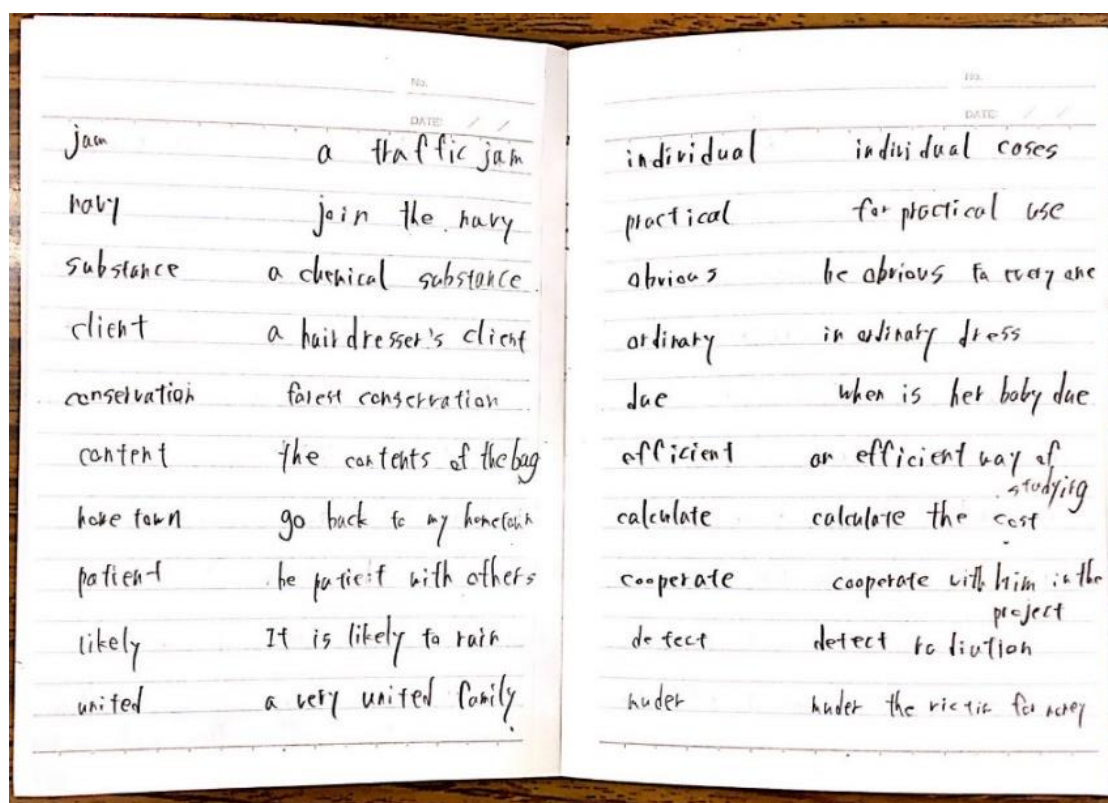 No.
DATE: / /
jam a traffic jam
navy join the navy
substance a chemical substance
client a hairdresser's client
conservation forest conservation
content the contents of the bag
home town go back to my hometown
patient be patient with others
likely It is likely to rain
united a very united family.
No.
DATE / /
individual individual cases
practical for practical use
obvious be obvious to every one
ordinary in ordinary dress
due when is her baby due
efficient an efficient way of
studying
calculate calculate the cost
cooperate cooperate with him in the
project
detect detect radiation
the victim for money